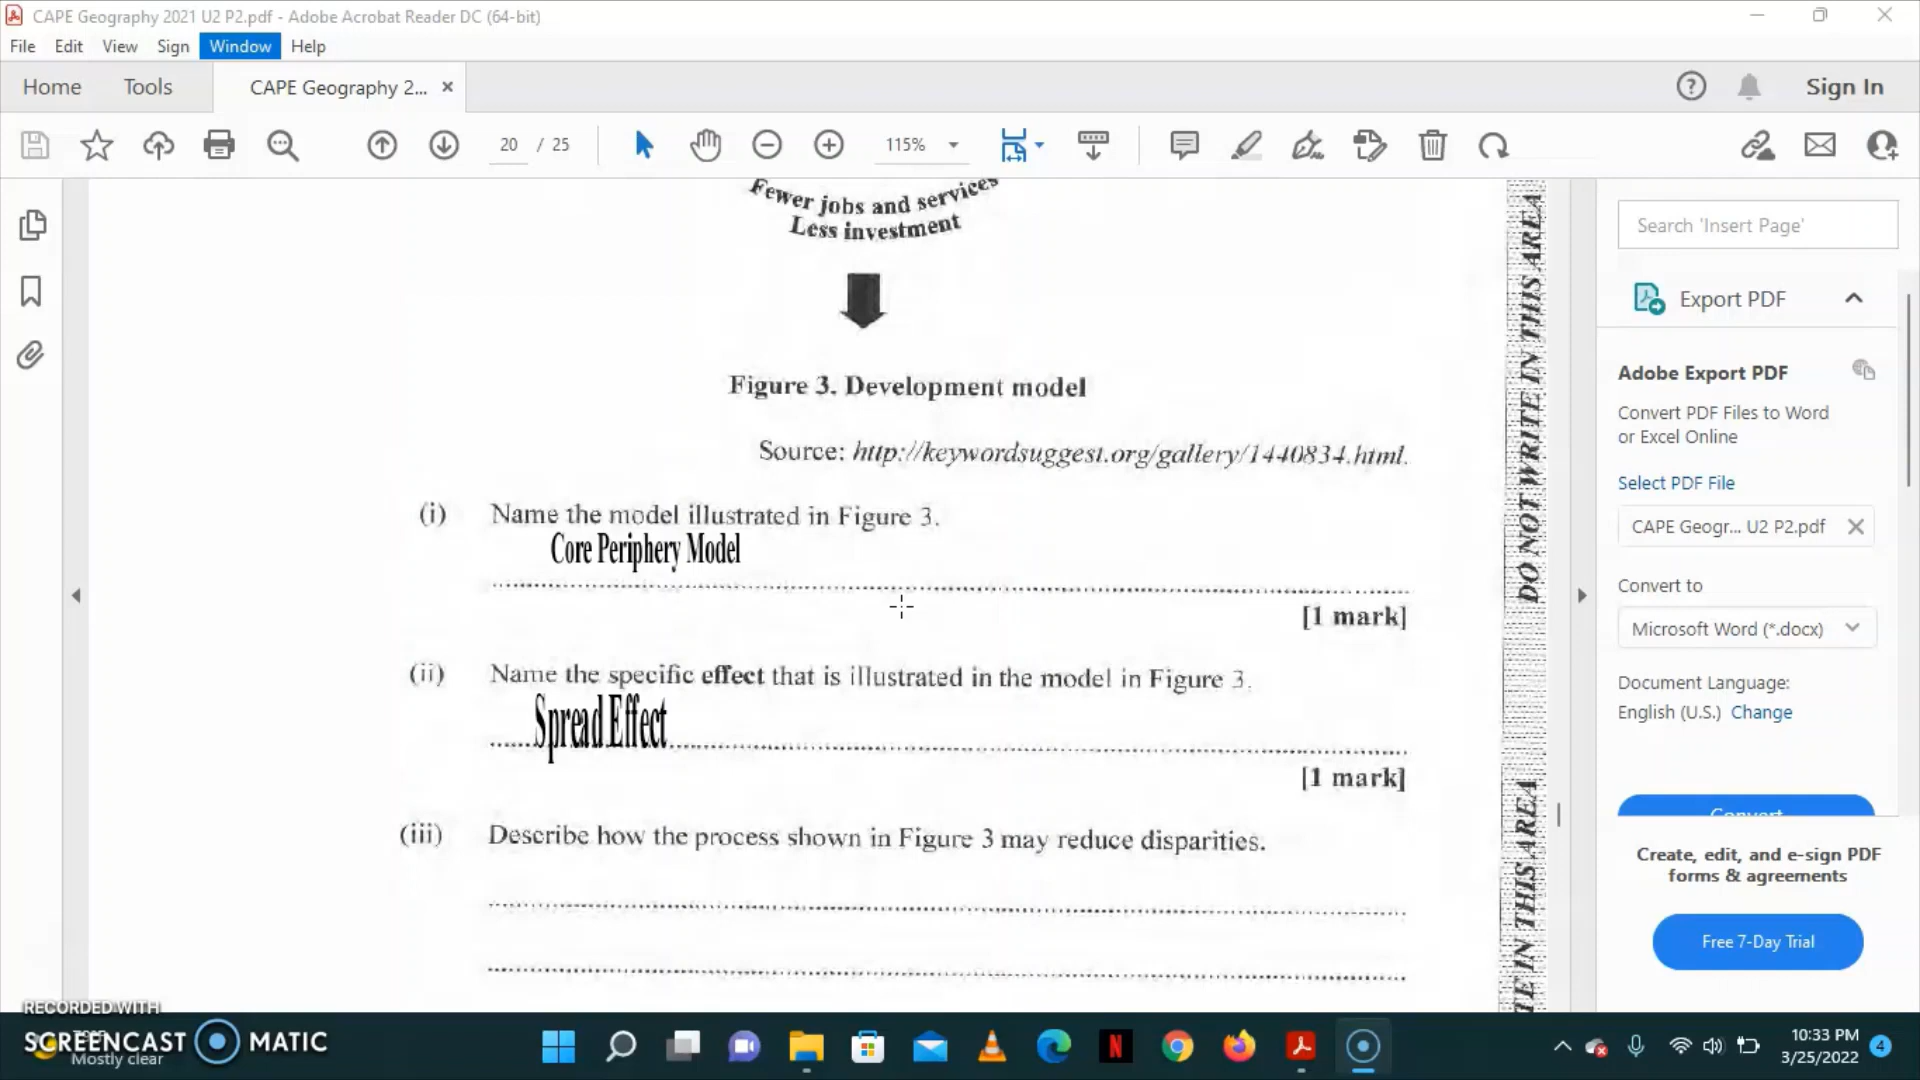 CAPE Geography 2021 U2 P2.pdf - Adobe Acrobat Reader DC (64-bit)
File Edit View Sign Window Help
Home Tools CAPE Geography 2... × Sign In
20 / 25 115%
Fewer jobs and services
Less investment
Figure 3. Development model
Source: http://keywordsuggest.org/gallery/1440834.html.
(i) Name the model illustrated in Figure 3.
Core Periphery Model
[1 mark]
(ii) Name the specific effect that is illustrated in the model in Figure 3.
Spread Effect
[1 mark]
(iii) Describe how the process shown in Figure 3 may reduce disparities.
DO NOT WRITE IN THIS AREA
TE IN THIS AREA
Search 'Insert Page'
Export PDF
Adobe Export PDF
Convert PDF Files to Word
or Excel Online
Select PDF File
CAPE Geogr... U2 P2.pdf
Convert to
Microsoft Word (*.docx)
Document Language:
English (U.S.) Change
Convert
Create, edit, and e-sign PDF
forms & agreements
Free 7-Day Trial
RECORDED WITH
SCREENCAST MATIC
Mostly clear
10:33 PM
3/25/2022 4